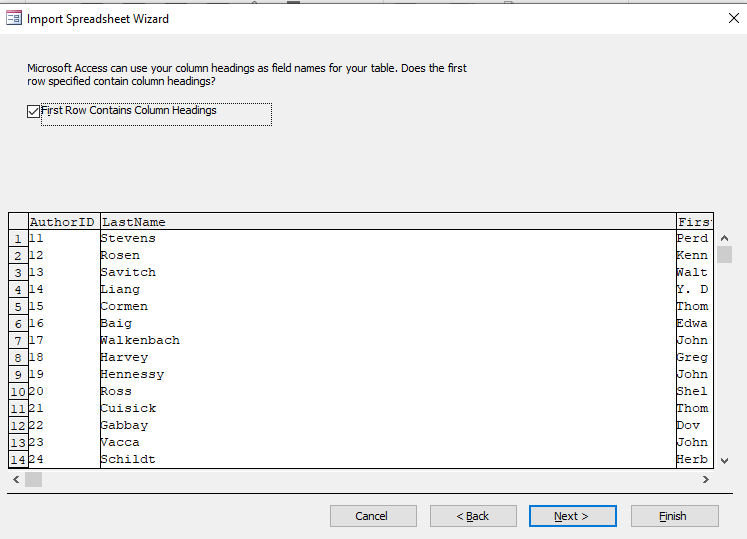 Import Spreadsheet Wizard
Microsoft Access can use your column headings as field names for your table. Does the first
row specified contain column headings?
First Row Contains Column Headings
AuthorID LastName First
1 11 Stevens Perd
2 12 Rosen Kenn
3 13 Savitch Walt
4 14 Liang Y. D
5 15 Cormen Thom
6 16 Baig Edwa
7 17 Walkenbach John
8 18 Harvey Greg
9 19 Hennessy John
10 20 Ross Shel
11 21 Cuisick Thom
12 22 Gabbay Dov
13 23 Vacca John
14 24 Schildt Herb
Cancel < Back Next > Finish